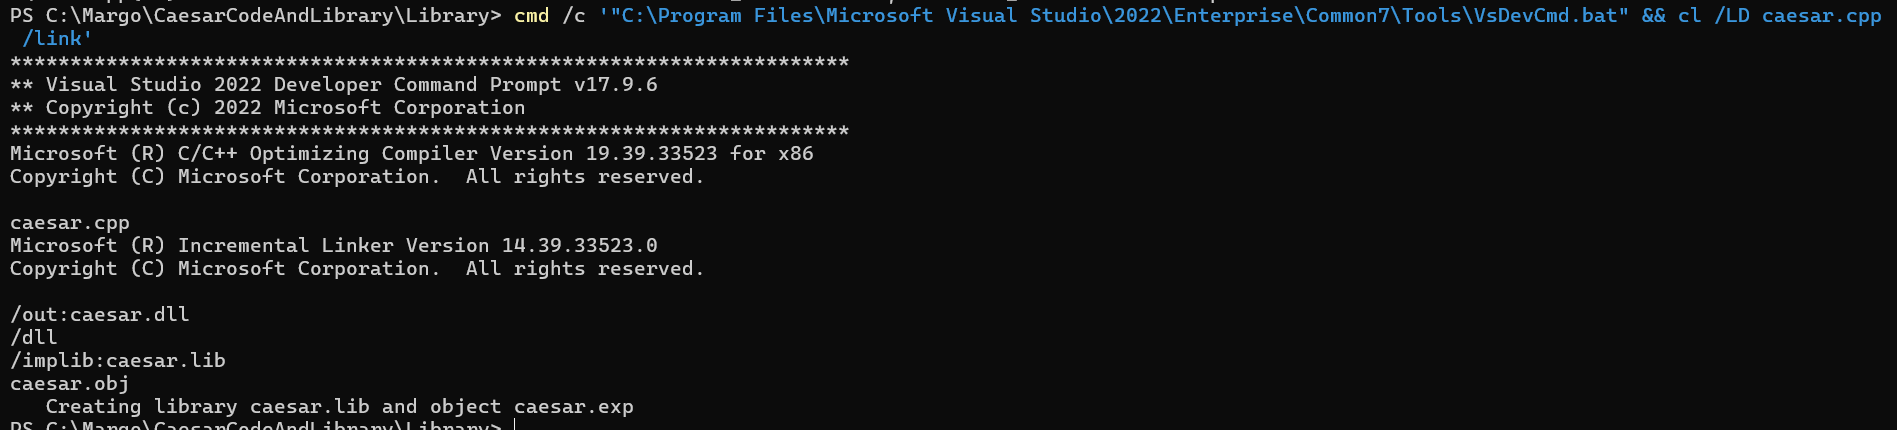 PS C:\Margo\CaesarCodeAndLibrary\Library> cmd /c '"C:\Program Files\Microsoft Visual Studio\2022\Enterprise\Common7\Tools\VsDevCmd.bat" && cl /LD caesar.cpp
/link'
**********************************************************************
** Visual Studio 2022 Developer Command Prompt v17.9.6
** Copyright (c) 2022 Microsoft Corporation
**********************************************************************
Microsoft (R) C/C++ Optimizing Compiler Version 19.39.33523 for x86
Copyright (C) Microsoft Corporation.  All rights reserved.
caesar.cpp
Microsoft (R) Incremental Linker Version 14.39.33523.0
Copyright (C) Microsoft Corporation.  All rights reserved.
/out:caesar.dll
/dll
/implib:caesar.lib
caesar.obj
   Creating library caesar.lib and object caesar.exp
PS C:\Margo\CaesarCodeAndLibrary\Library>